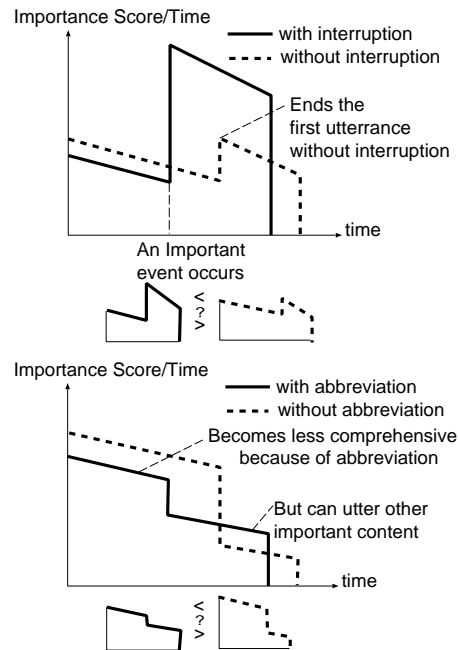 Importance Score/Time
with interruption
without interruption
Ends the
first utterrance
without interruption
time
An Important
event occurs
<
?
>
Importance Score/Time
with abbreviation
without abbreviation
Becomes less comprehensive
because of abbreviation
But can utter other
important content
time
<
?
>